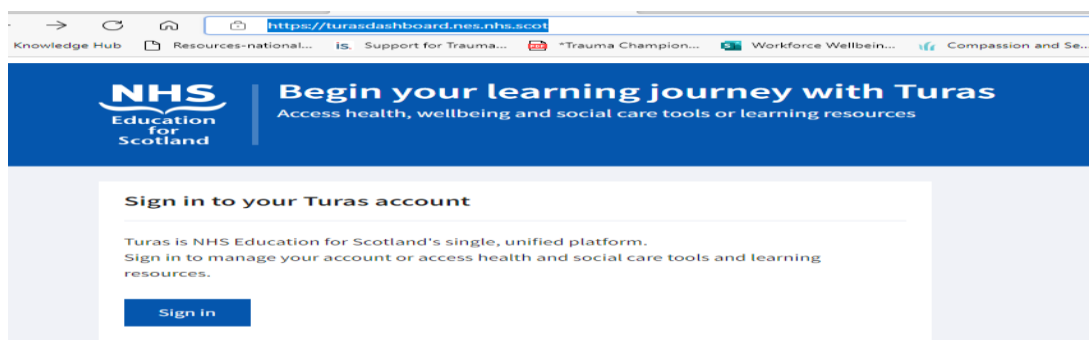 https://turasdashboard.nes.nhs.scot
Knowledge Hub Resources-national... is. Support for Trauma... PDF *Trauma Champion... Workforce Wellbein... Compassion and Se...
NHS
Education
for
Scotland
Begin your learning journey with Turas
Access health, wellbeing and social care tools or learning resources
Sign in to your Turas account
Turas is NHS Education for Scotland's single, unified platform.
Sign in to manage your account or access health and social care tools and learning
resources.
Sign in